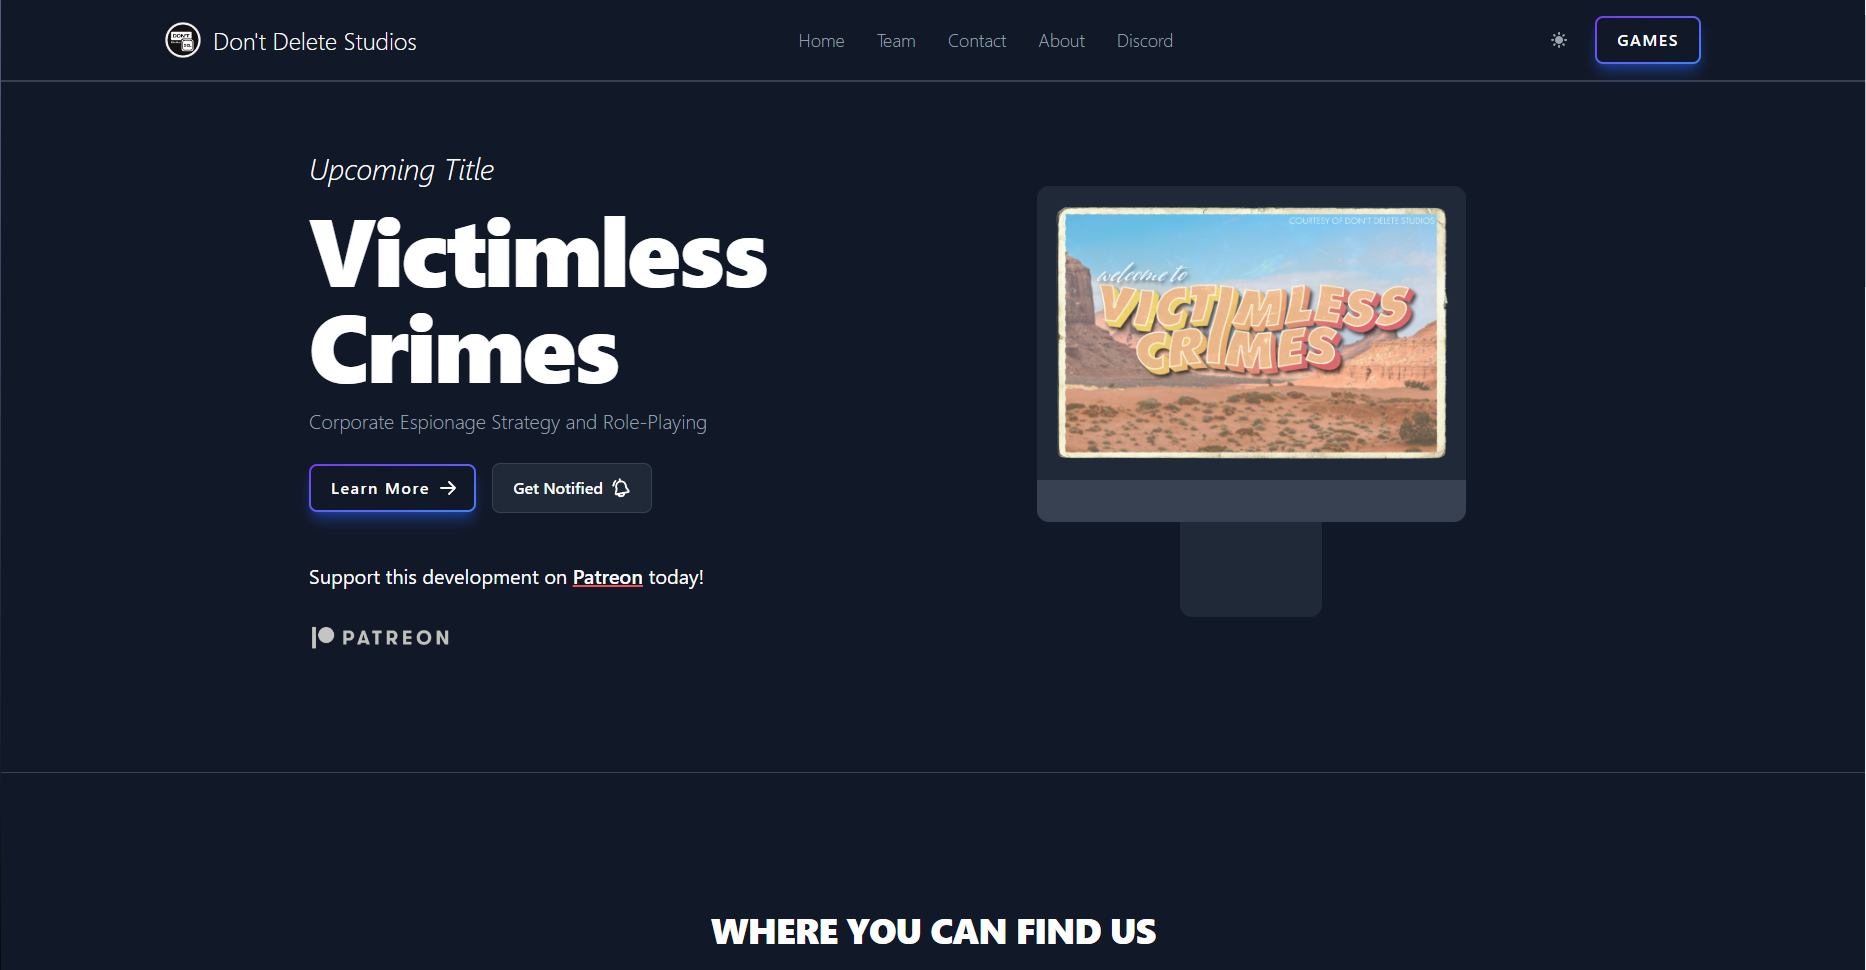 Don't Delete Studios
Home
Team
Contact
About
Discord
GAMES
Upcoming Title
Victimless
Crimes
Corporate Espionage Strategy and Role-Playing
Learn More
Get Notified
Support this development on Patreon today!
PATREON
COURTESY OF DON'T DELETE STUDIOS
welcome to
VICTIMLESS
CRIMES
WHERE YOU CAN FIND US